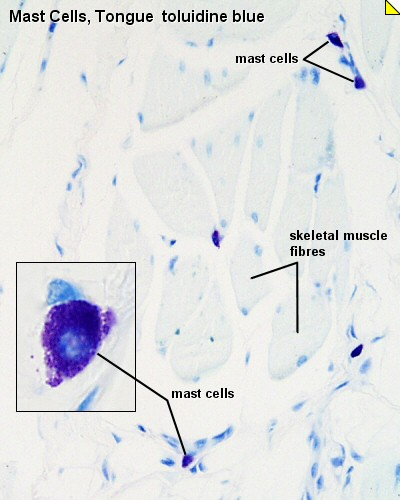 Mast Cells, Tongue toluidine blue
mast cells
skeletal muscle
fibres
mast cells